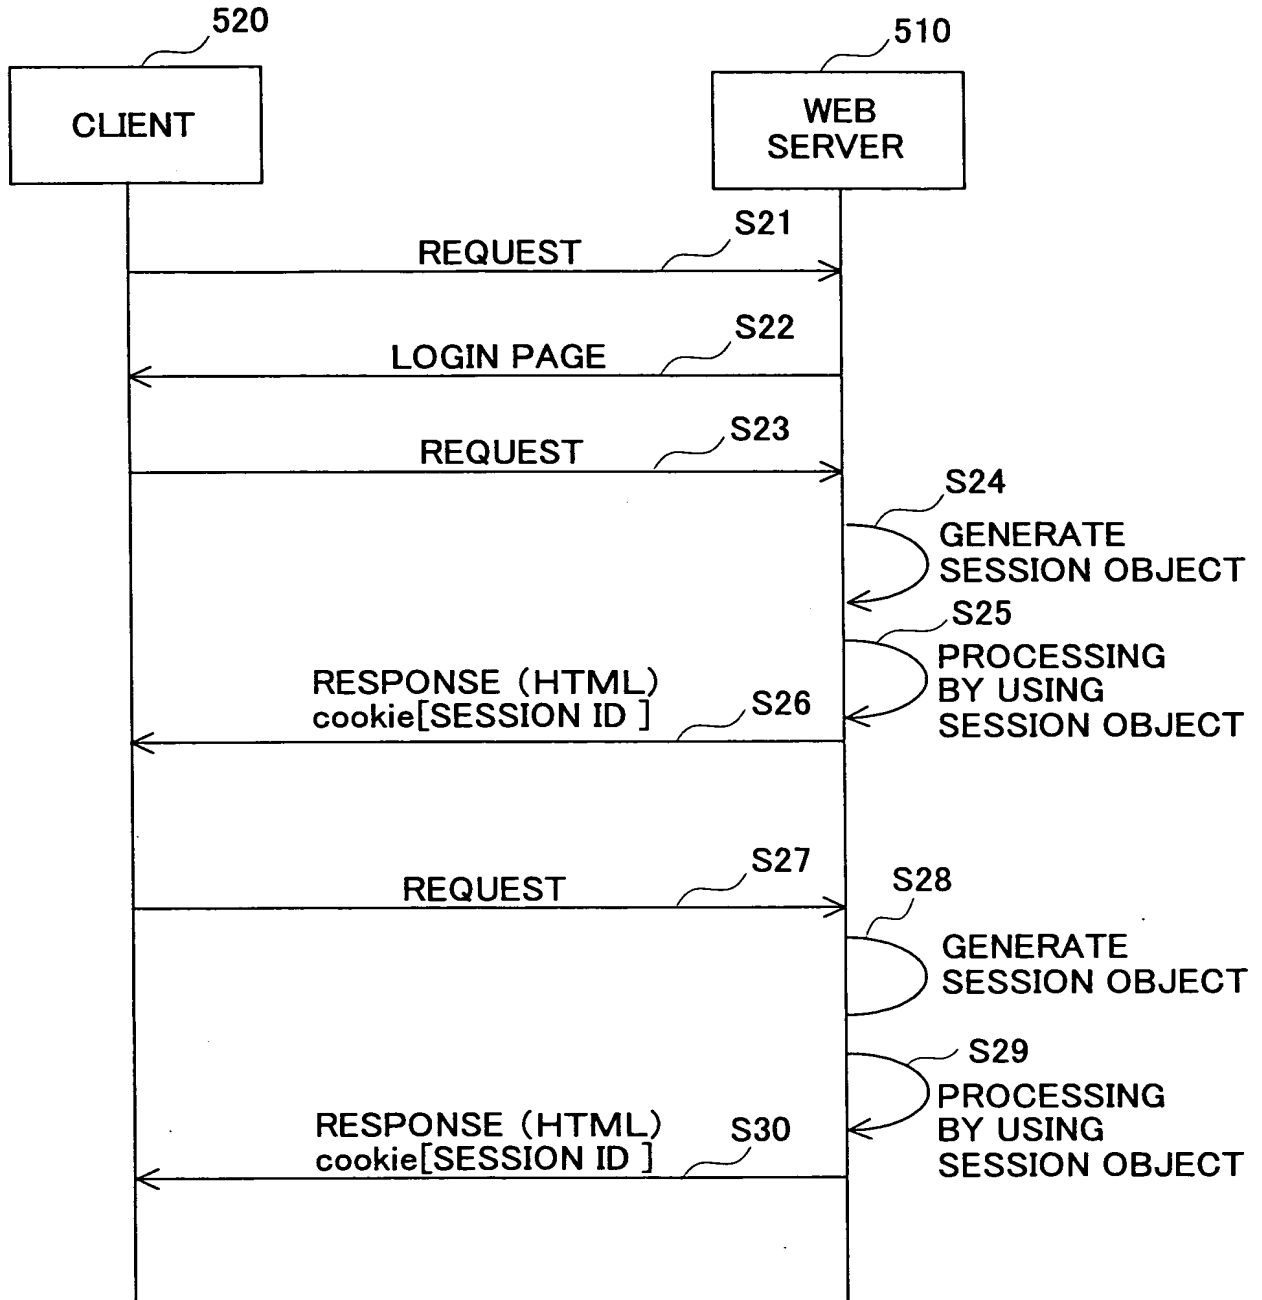 520
510
CLIENT
WEB
SERVER
S21
REQUEST
S22
LOGIN PAGE
S23
REQUEST
S24
GENERATE
SESSION OBJECT
S25
PROCESSING
BY USING
SESSION OBJECT
RESPONSE (HTML)
cookie[SESSION ID ]
S26
S27
REQUEST
S28
GENERATE
SESSION OBJECT
S29
PROCESSING
BY USING
SESSION OBJECT
RESPONSE (HTML)
cookie[SESSION ID ]
S30